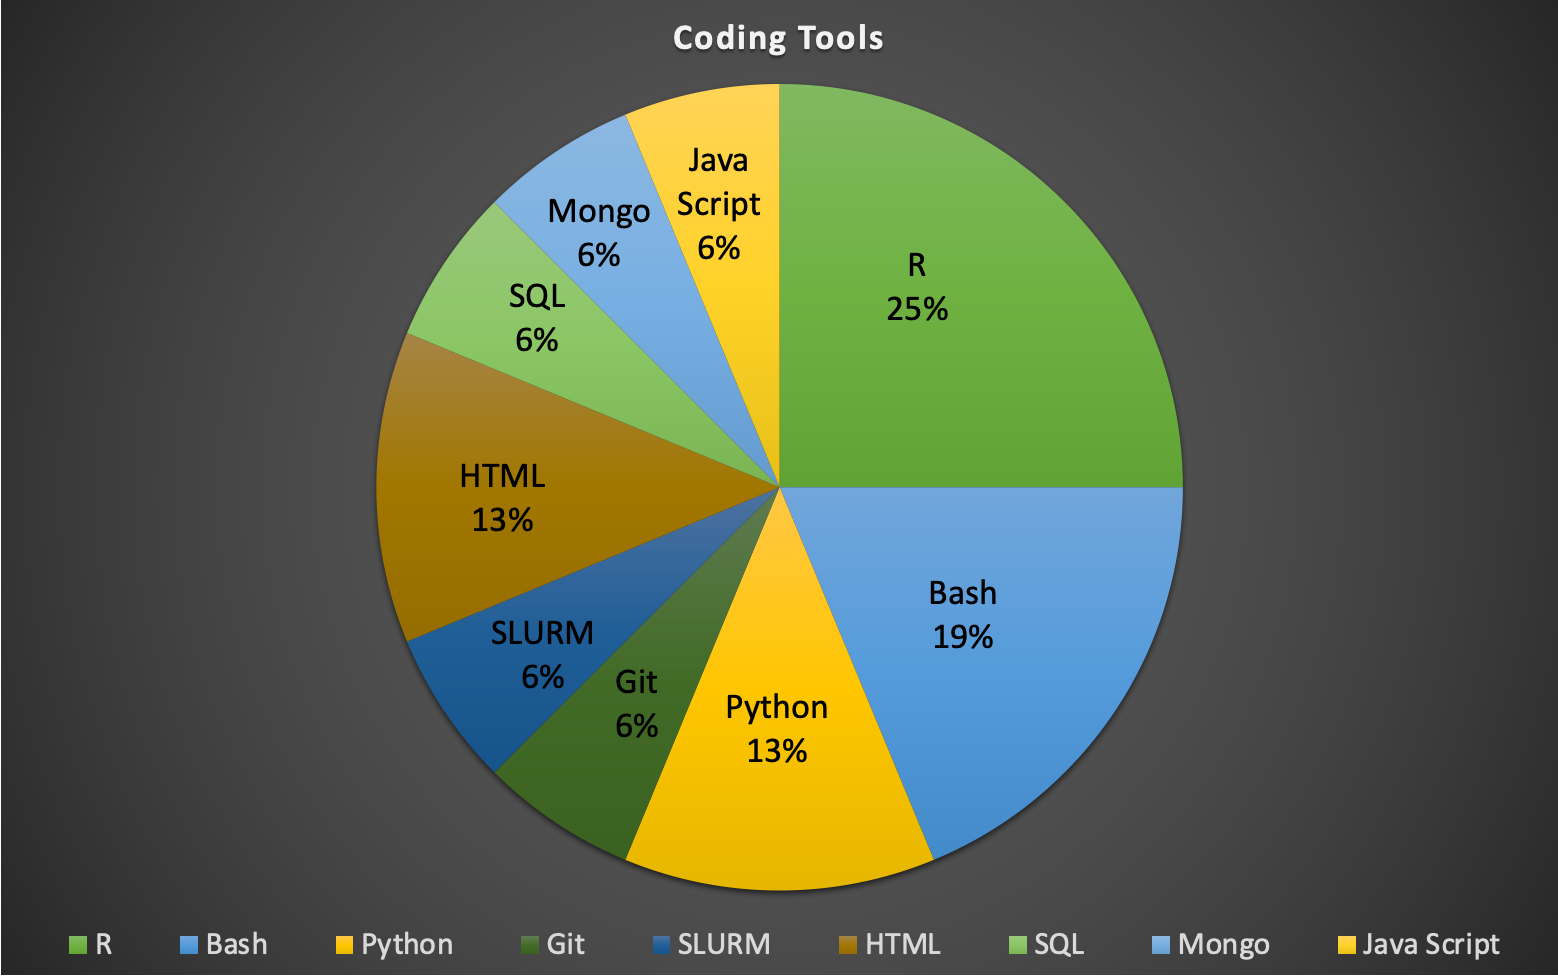 Coding Tools
Java
Script
6%
R
25%
Mongo
6%
SQL
6%
HTML
13%
Bash
19%
SLURM
6%
Git
6%
Python
13%
R Bash Python Git SLURM HTML SQL Mongo Java Script